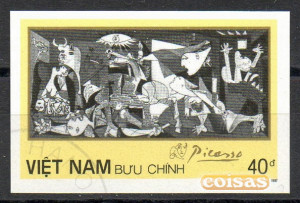 VIỆT NAM BƯU CHÍNH
Picasso
40đ
coisas